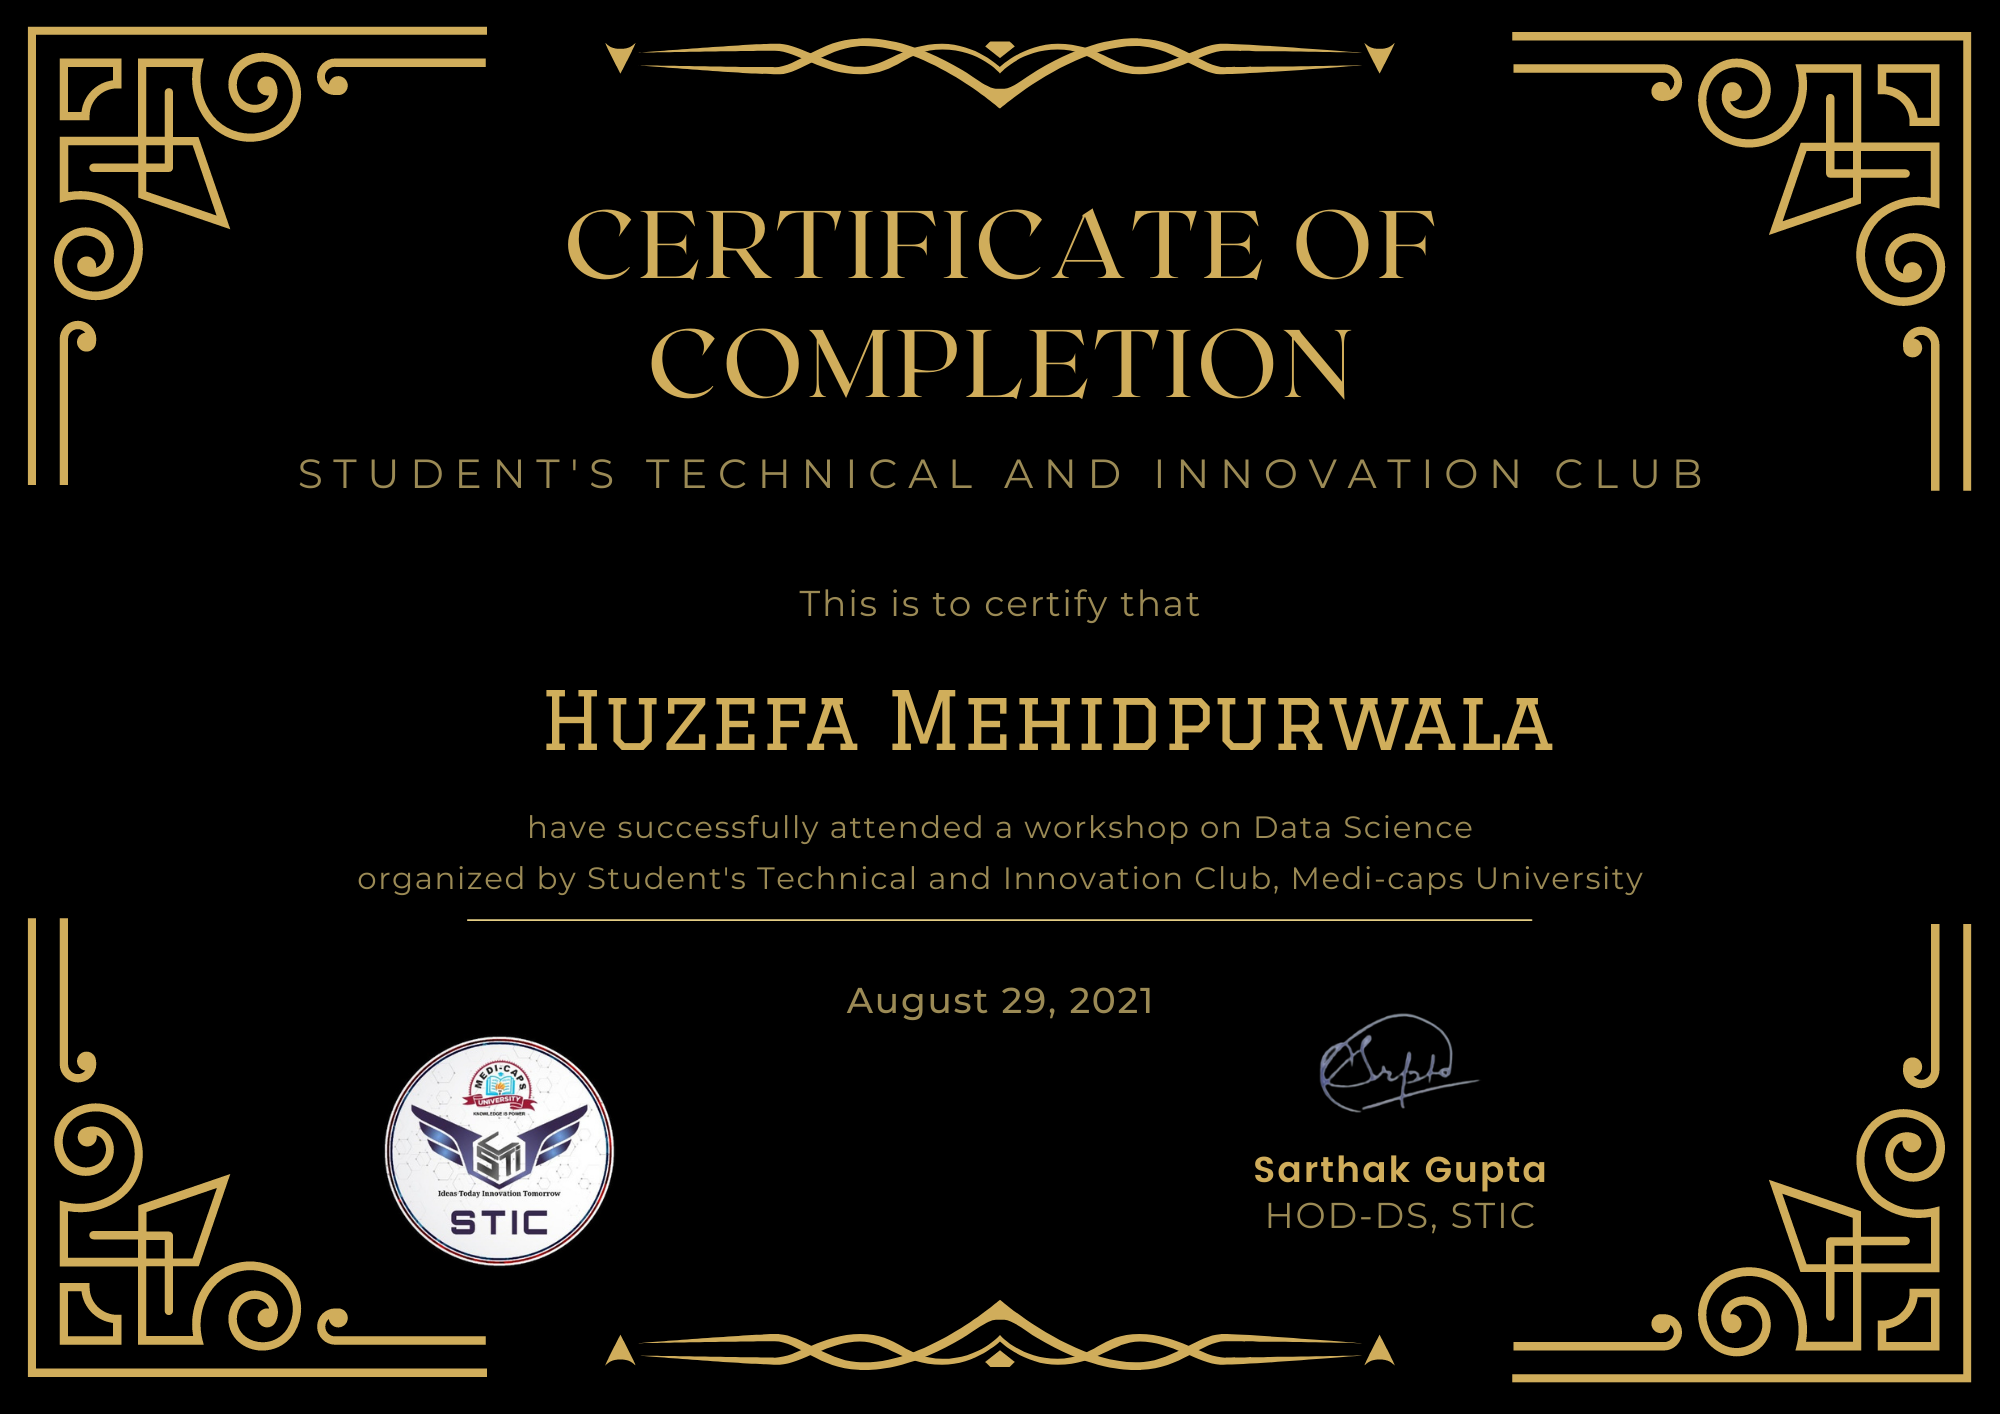 CERTIFICATE OF
COMPLETION
STUDENT'S TECHNICAL AND INNOVATION CLUB
This is to certify that
Huzefa Mehidpurwala
have successfully attended a workshop on Data Science
organized by Student's Technical and Innovation Club, Medi-caps University
August 29, 2021
MEDI-CAPS
UNIVERSITY
KNOWLEDGE IS POWER
STI
Ideas Today Innovation Tomorrow
STIC
Sarthak Gupta
HOD-DS, STIC